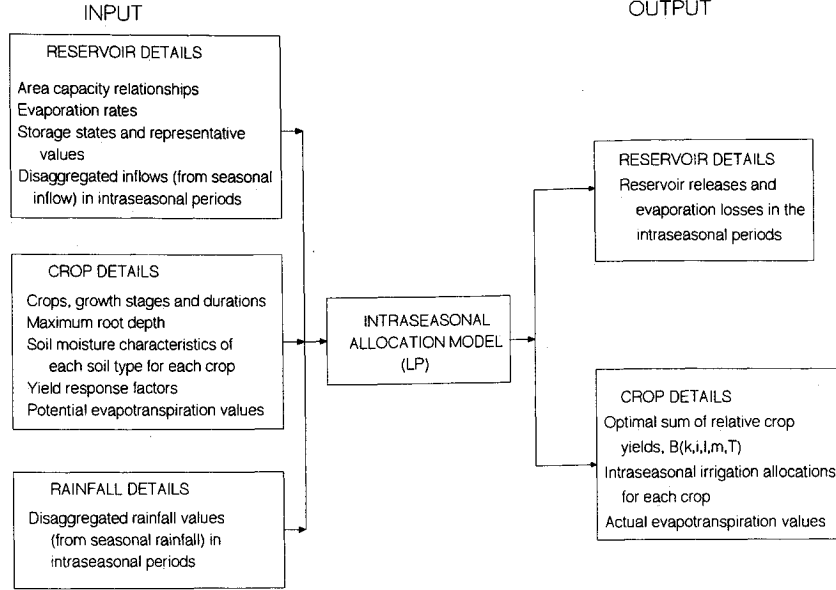 INPUT
OUTPUT
RESERVOIR DETAILS
Area capacity relationships
Evaporation rates
Storage states and representative
values
Disaggregated inflows (from seasonal
inflow) in intraseasonal periods
CROP DETAILS
Crops, growth stages and durations
Maximum root depth
Soil moisture characteristics of
each soil type for each crop
Yield response factors
Potential evapotranspiration values
RAINFALL DETAILS
Disaggregated rainfall values
(from seasonal rainfall) in
intraseasonal periods
INTRASEASONAL
ALLOCATION MODEL
(LP)
RESERVOIR DETAILS
Reservoir releases and
evaporation losses in the
intraseasonal periods
CROP DETAILS
Optimal sum of relative crop
yields, B(k,i,l,m,T)
Intraseasonal irrigation allocations
for each crop
Actual evapotranspiration values